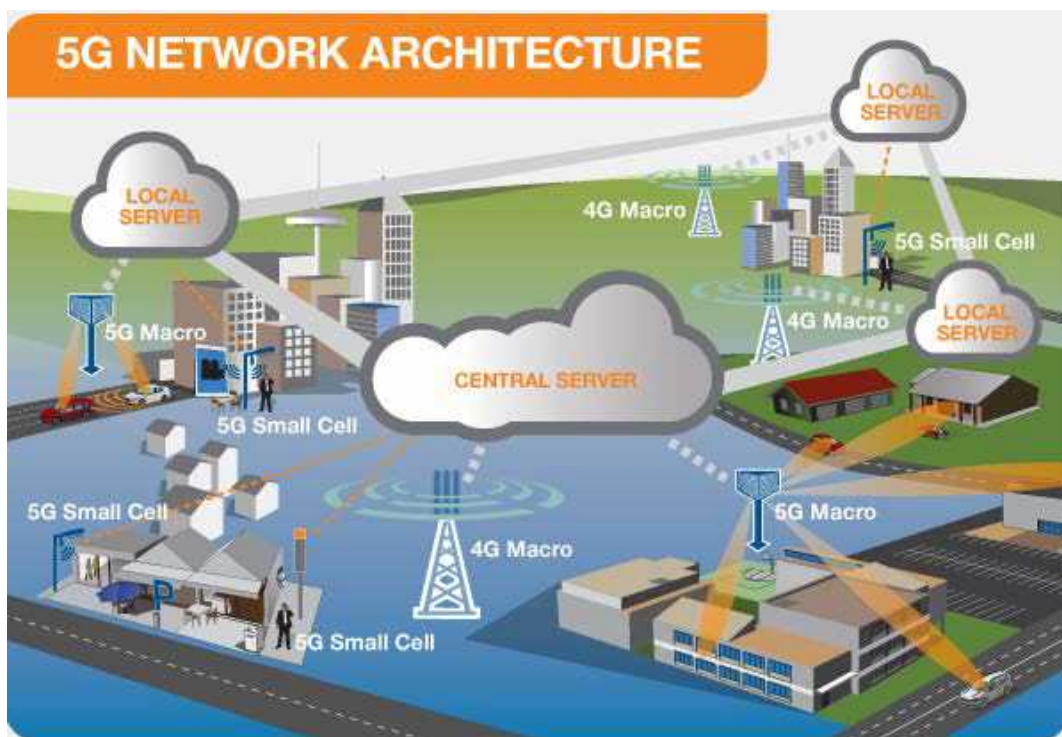 5G NETWORK ARCHITECTURE
LOCAL
SERVER
LOCAL
SERVER
4G Macro
5G Small Cell
4G Macro
LOCAL
SERVER
5G Macro
CENTRAL SERVER
5G Small Cell
5G Small Cell
4G Macro
5G Macro
P
5G Small Cell